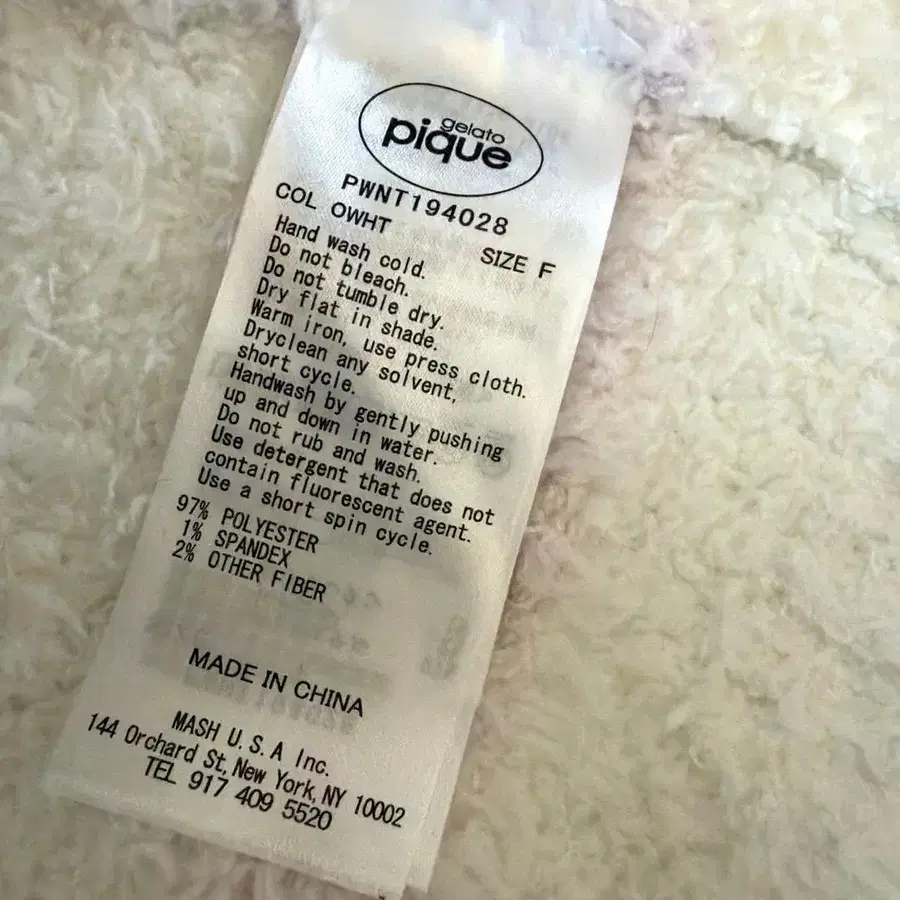 gelato
pique
PWNT194028
COL OWHT SIZE F
Hand wash cold.
Do not bleach.
Do not tumble dry.
Dry flat in shade.
Warm iron, use press cloth.
Dryclean any solvent,
short cycle.
Handwash by gently pushing
up and down in water.
Do not rub and wash.
Use detergent that does not
contain fluorescent agent.
Use a short spin cycle.
97% POLYESTER
1% SPANDEX
2% OTHER FIBER
MADE IN CHINA
MASH U.S.A Inc.
144 Orchard St, New York, NY 10002
TEL 917 409 5520